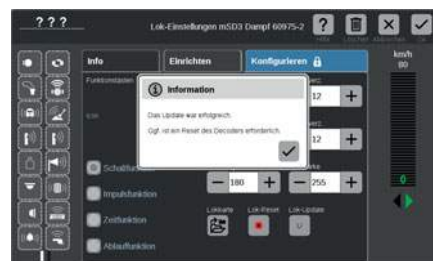 ???
Lok-Einstellungen mSD3 Dampf 60975-2
Hilfe
Löschen
Abbrechen
Ok
Info
Einrichten
Konfigurieren
km/h
80
Funktionstasten
Information
Das Update war erfolgreich.
Ggf. ist ein Reset des Decoders erforderlich.
12
+
12
+
Schaltfunktion
Impulsfunktion
Zeitfunktion
Ablauffunktion
− 180 +
− 255 +
Lokkarte
Lok-Reset
Lok-Update
0